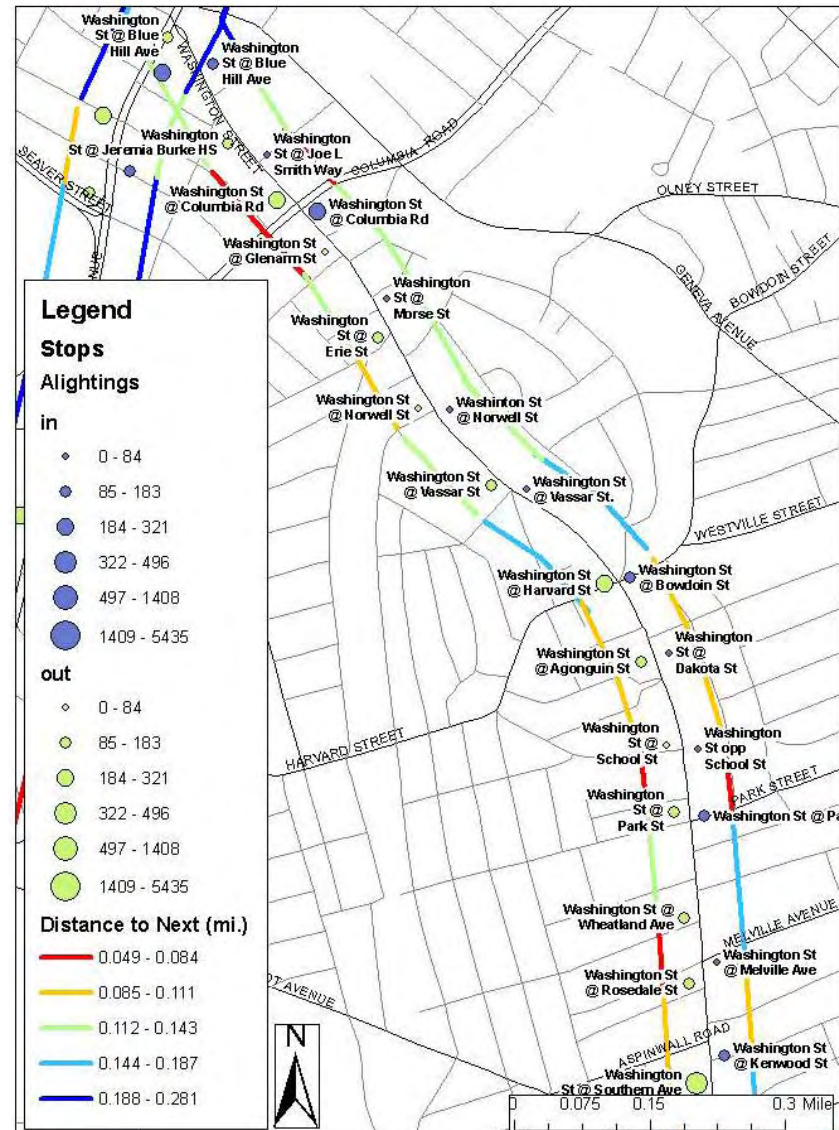 Washington
St @ Blue
Hill Ave
Washington
St @ Blue
Hill Ave
WASHINGTON STREET
Washington
St @ Jeremia Burke HS
Washington
St @ Joe L
Smith Way
COLUMBIA ROAD
SEAVER STREET
OLNEY STREET
Washington St
@ Columbia Rd
Washington St
@ Columbia Rd
Washington St
@ Glenarm St
NUE
GENEVA AVENUE
BOWDOIN STREET
Washington
St @
Morse St
Washington
St @
Erie St
Washington St
@ Norwell St
Washinton St
@ Norwell St
Washington St
@ Vassar St
Washington St
@ Vassar St.
WESTVILLE STREET
Washington St
@ Harvard St
Washington St
@ Bowdoin St
Washington St
@ Agonguin St
Washington
St @
Dakota St
HARVARD STREET
Washington
St @
School St
Washington
St opp
School St
PARK STREET
Washington
St @
Park St
Washington St @ Pa
Washington St @
Wheatland Ave
MELVILLE AVENUE
Washington St
@ Melville Ave
Washington St
@ Rosedale St
OT AVENUE
ASPINWALL ROAD
Washington St
@ Kenwood St
Washington
St @ Southern Ave
Legend
Stops
Alightings
in
0 - 84
85 - 183
184 - 321
322 - 496
497 - 1408
1409 - 5435
out
0 - 84
85 - 183
184 - 321
322 - 496
497 - 1408
1409 - 5435
Distance to Next (mi.)
0.049 - 0.084
0.085 - 0.111
0.112 - 0.143
0.144 - 0.187
0.188 - 0.281
N
0 0.075 0.15 0.3 Mile